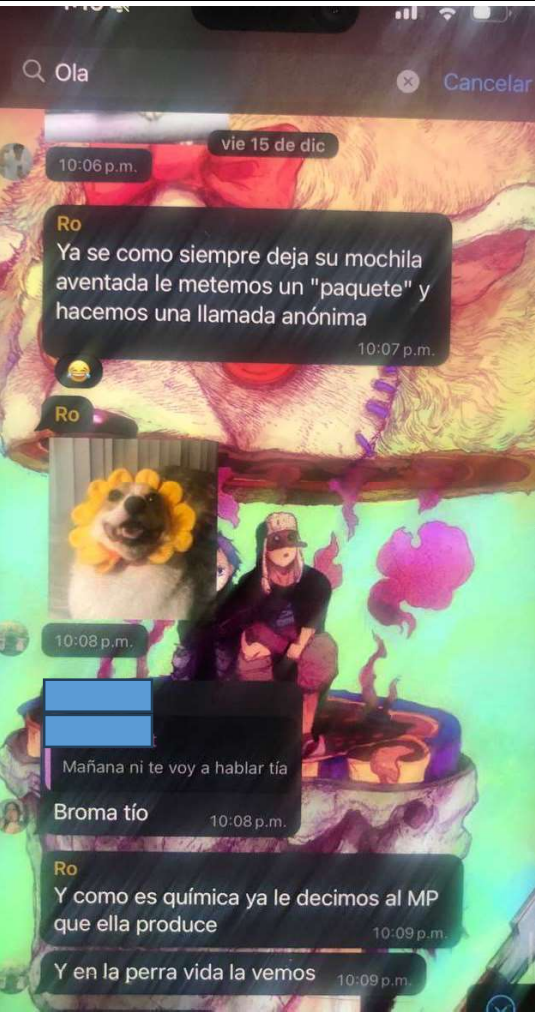 Ola
Cancelar
vie 15 de dic
10:06 p.m.
Ro
Ya se como siempre deja su mochila
aventada le metemos un "paquete" y
hacemos una llamada anónima
10:07 p.m.
Ro
10:08 p.m.
Mañana ni te voy a hablar tía
Broma tío
10:08 p.m.
Ro
Y como es química ya le decimos al MP
que ella produce
10:09 p.m.
Y en la perra vida la vemos
10:09 p.m.